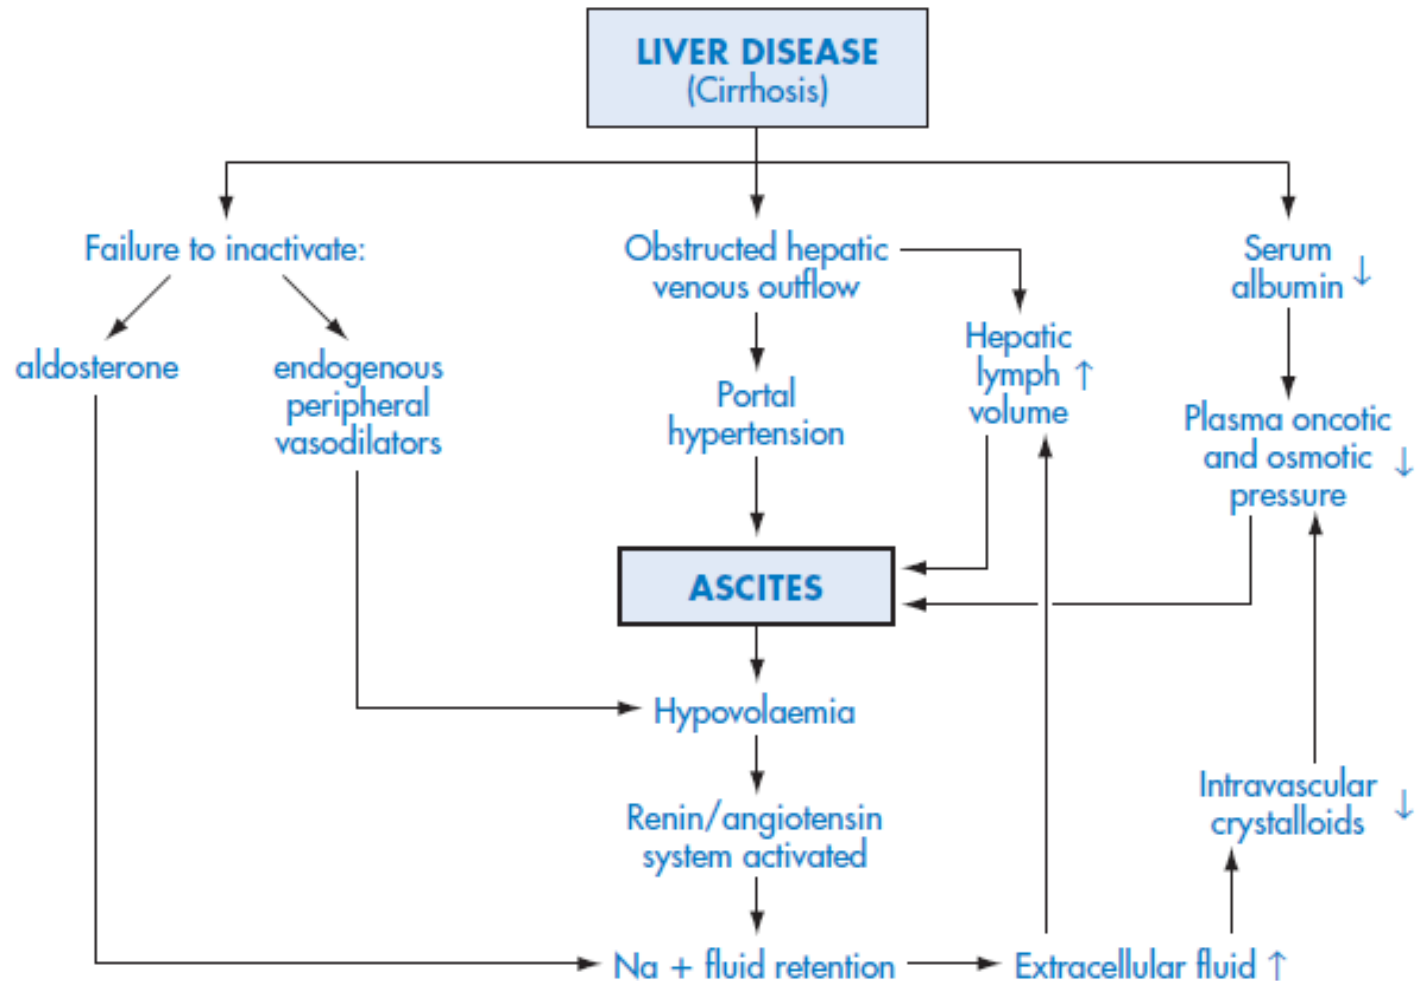 LIVER DISEASE
(Cirrhosis)
Failure to inactivate:
aldosterone
endogenous
peripheral
vasodilators
Obstructed hepatic
venous outflow
Portal
hypertension
Hepatic
lymph ↑
volume
Serum
albumin ↓
Plasma oncotic
and osmotic ↓
pressure
ASCITES
Hypovolaemia
Renin/angiotensin
system activated
Intravascular
crystalloids ↓
Na + fluid retention
Extracellular fluid ↑